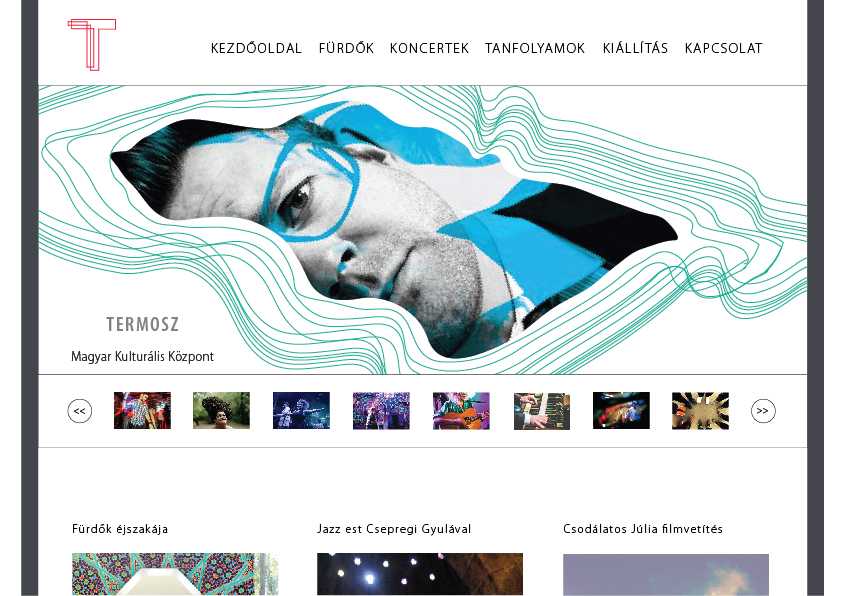 T
KEZDŐOLDAL FÜRDŐK KONCERTEK TANFOLYAMOK KIÁLLÍTÁS KAPCSOLAT
TERMOSZ
Magyar Kulturális Központ
<< >>
Fürdők éjszakája Jazz est Csepregi Gyulával Csodálatos Júlia filmvetítés